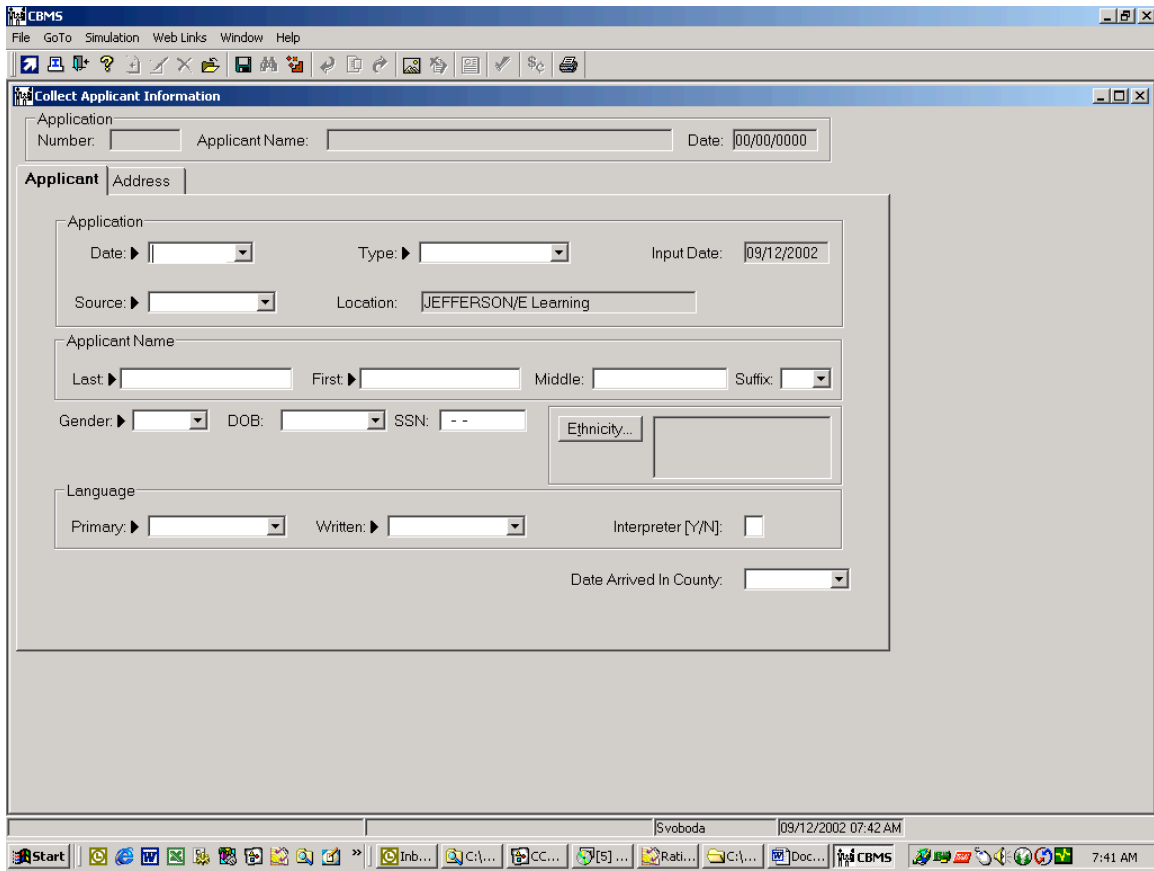 CBMS
File GoTo Simulation Web Links Window Help
Collect Applicant Information
Application
Number: Applicant Name: Date: 00/00/0000
Applicant Address
Application
Date: Type: Input Date: 09/12/2002
Source: Location: JEFFERSON/E Learning
Applicant Name
Last: First: Middle: Suffix:
Gender: DOB: SSN: - -
Ethnicity...
Language
Primary: Written: Interpreter [Y/N]:
Date Arrived In County:
Svoboda 09/12/2002 07:42 AM
Start » Inb... C:\... CC... [5] ... Rati... C:\... Doc... CBMS 7:41 AM